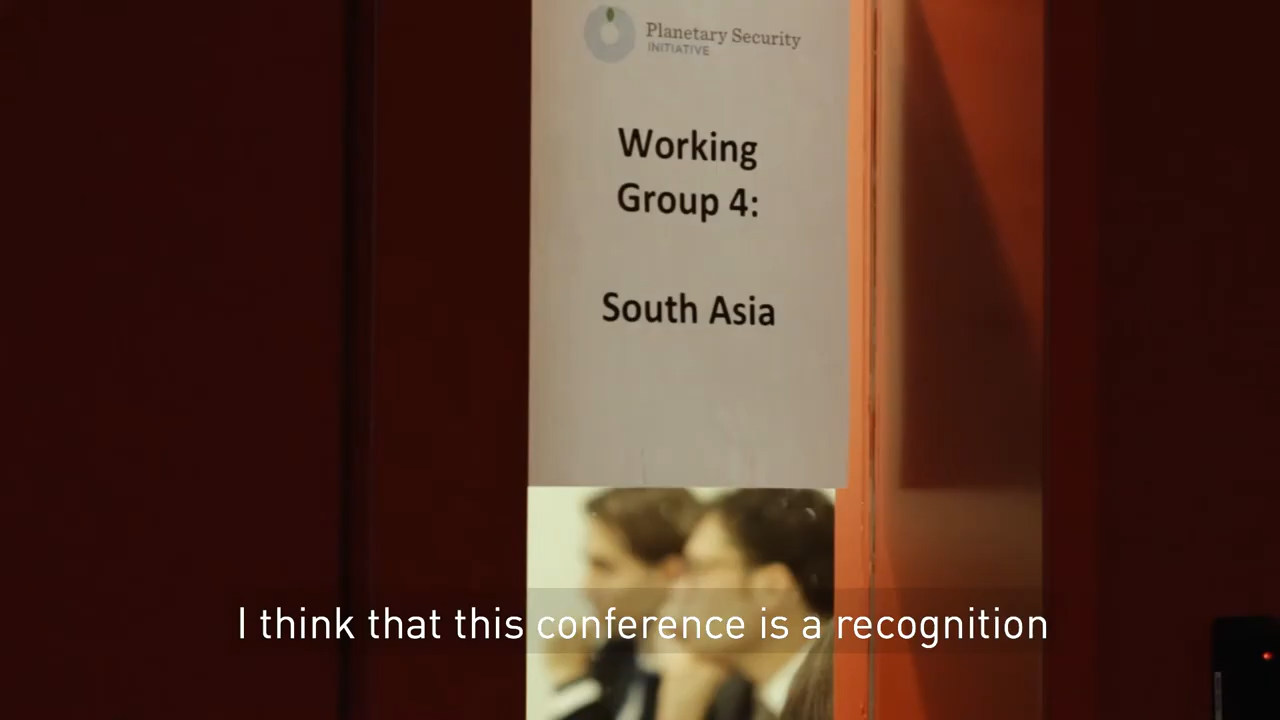 Planetary Security
INITIATIVE
Working
Group 4:
South Asia
I think that this conference is a recognition